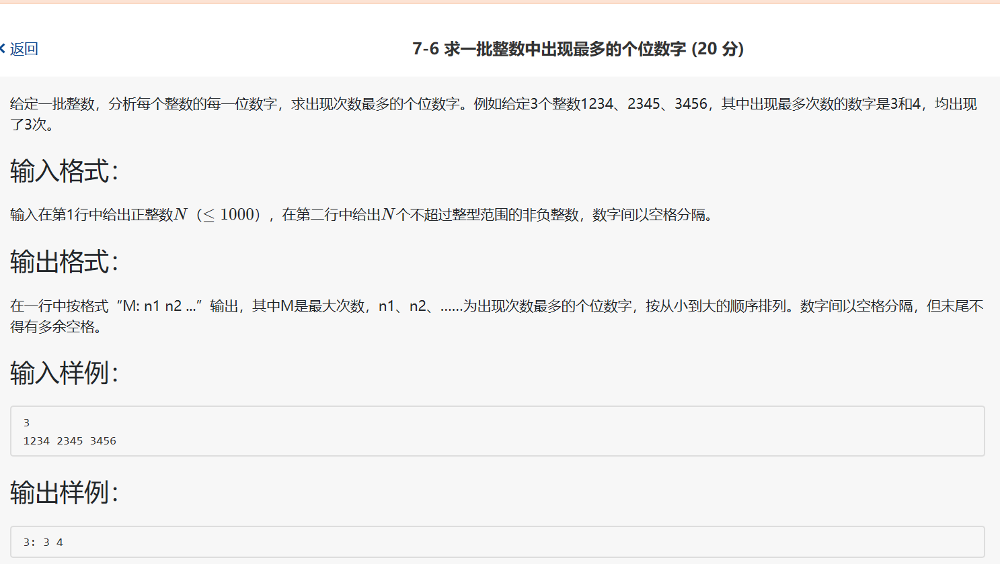 返回
7-6 求一批整数中出现最多的个位数字 (20 分)
给定一批整数，分析每个整数的每一位数字，求出现次数最多的个位数字。例如给定3个整数1234、2345、3456，其中出现最多次数的数字是3和4，均出现
了3次。
输入格式：
输入在第1行中给出正整数N（≤ 1000），在第二行中给出N个不超过整型范围的非负整数，数字间以空格分隔。
输出格式：
在一行中按格式“M: n1 n2 ...”输出，其中M是最大次数，n1、n2、……为出现次数最多的个位数字，按从小到大的顺序排列。数字间以空格分隔，但末尾不
得有多余空格。
输入样例：
3
1234 2345 3456
输出样例：
3: 3 4